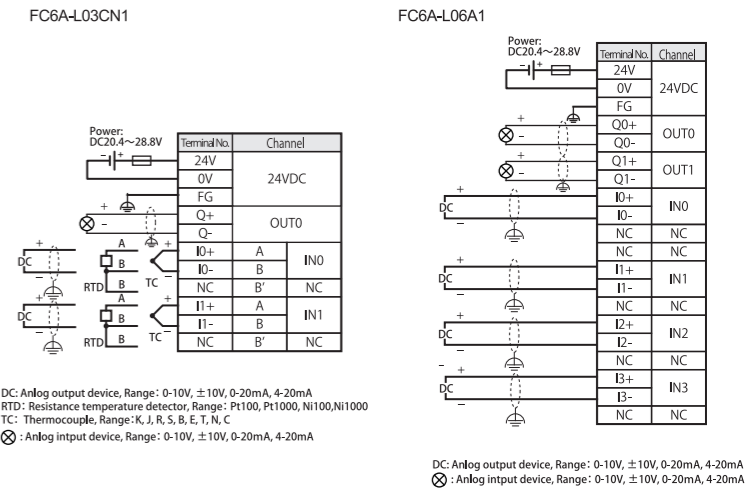 FC6A-L03CN1
Power:
DC20.4～28.8V
− +
Terminal No. Channel
24V
0V 24VDC
FG
+ Q+
OUT0
− Q-
+ A + I0+ A
DC B IN0
− TC − I0- B
RTD B NC B' NC
+ A + I1+ A
DC B IN1
− TC − I1- B
RTD B NC B' NC
DC: Anlog output device, Range: 0-10V, ±10V, 0-20mA, 4-20mA
RTD: Resistance temperature detector, Range: Pt100, Pt1000, Ni100,Ni1000
TC: Thermocouple, Range:K, J, R, S, B, E, T, N, C
: Anlog intput device, Range: 0-10V, ±10V, 0-20mA, 4-20mA
FC6A-L06A1
Power:
DC20.4～28.8V
− +
Terminal No. Channel
24V
0V 24VDC
FG
+ Q0+
OUT0
− Q0-
+ Q1+
OUT1
− Q1-
+ I0+
DC IN0
− I0-
NC NC
NC NC
+ I1+
DC IN1
− I1-
NC NC
+ I2+
DC IN2
− I2-
NC NC
− + I3+
DC IN3
− I3-
NC NC
DC: Anlog output device, Range: 0-10V, ±10V, 0-20mA, 4-20mA
: Anlog intput device, Range: 0-10V, ±10V, 0-20mA, 4-20mA